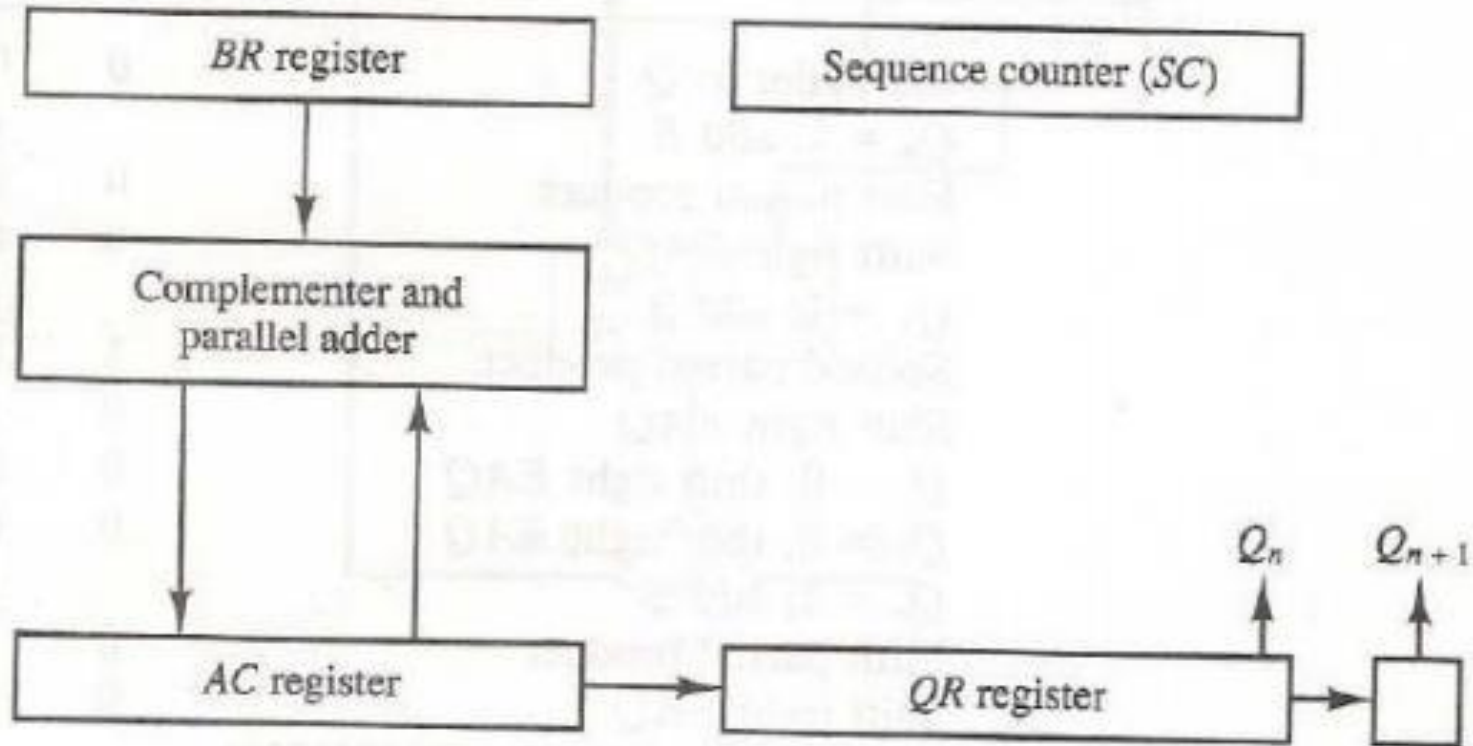 BR register
Sequence counter (SC)
Complementer and
parallel adder
Qn
Qn + 1
AC register
QR register